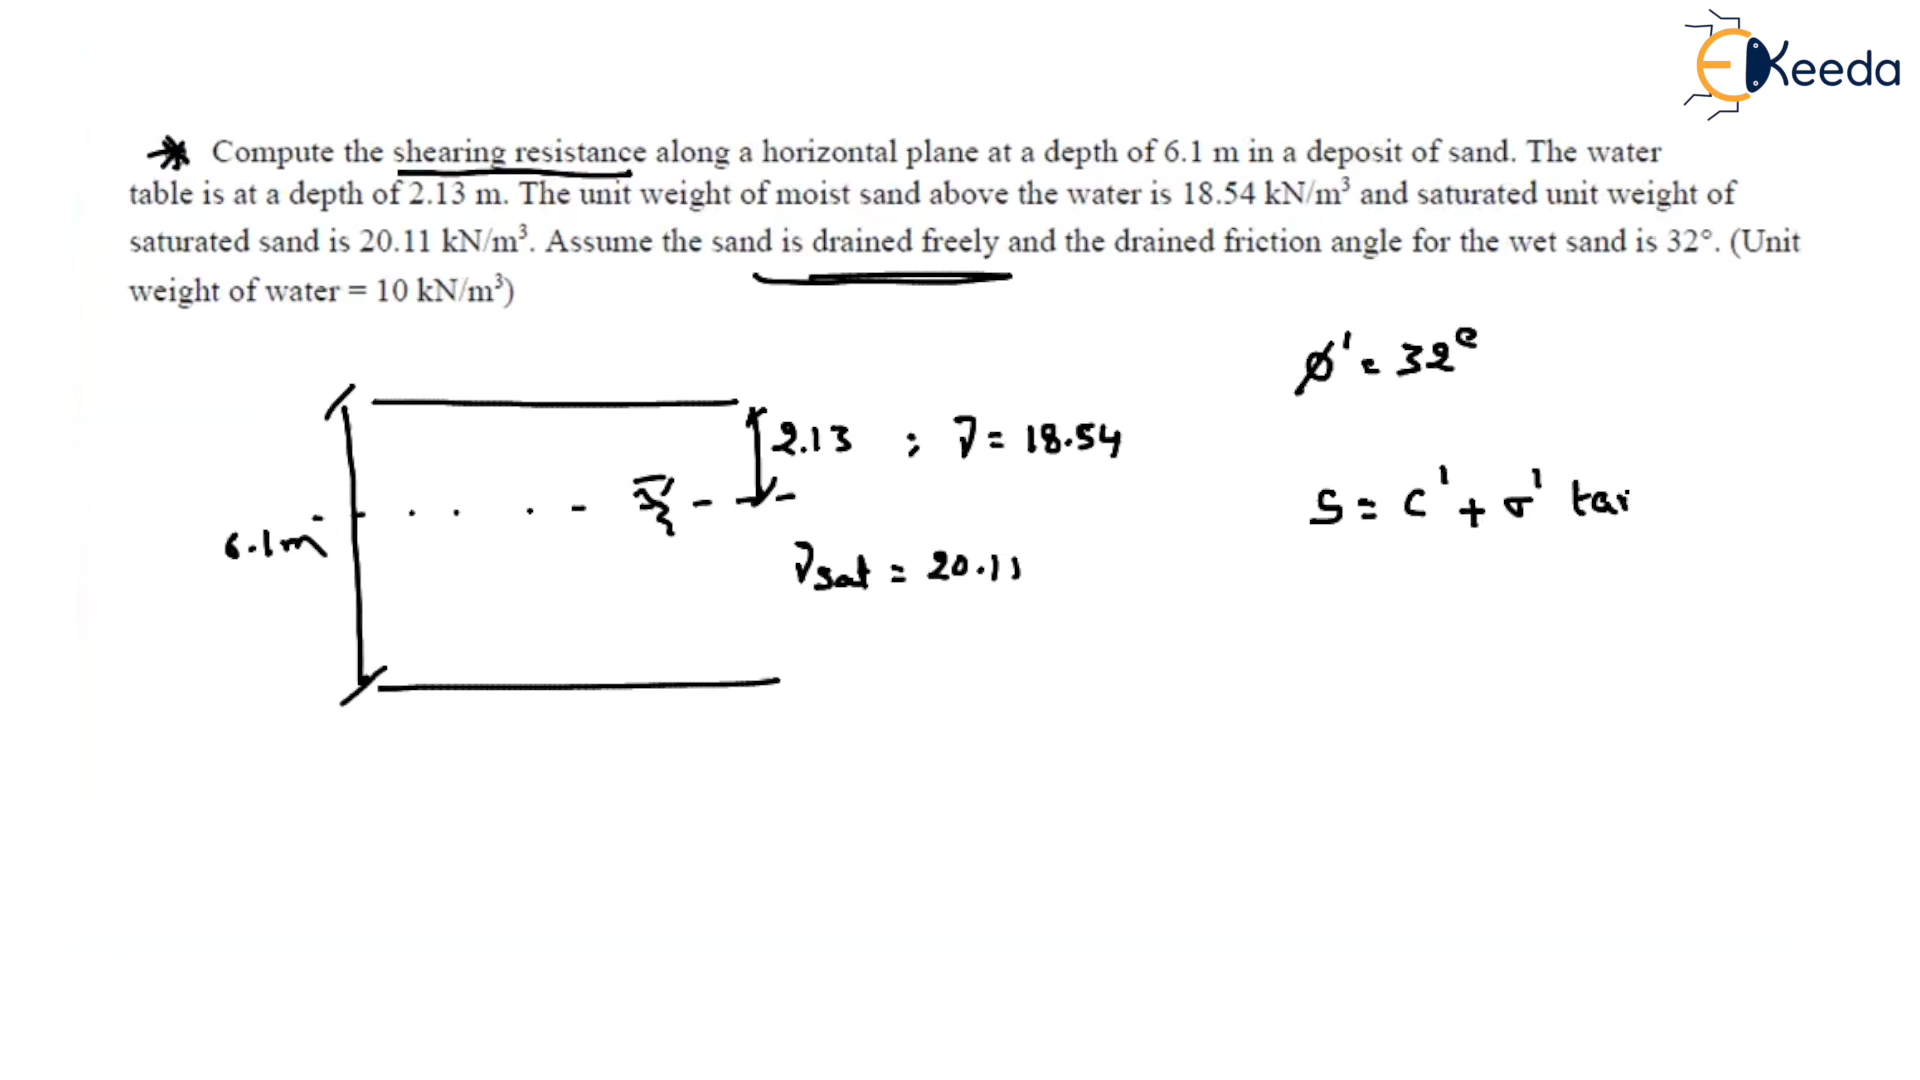 Keeda
Compute the shearing resistance along a horizontal plane at a depth of 6.1 m in a deposit of sand. The water
table is at a depth of 2.13 m. The unit weight of moist sand above the water is 18.54 kN/m³ and saturated unit weight of
saturated sand is 20.11 kN/m³. Assume the sand is drained freely and the drained friction angle for the wet sand is 32°. (Unit
weight of water = 10 kN/m³)
φ' = 32°
2.13 ; γ = 18.54
S = c' + σ' tan
6.1m
γsat = 20.11